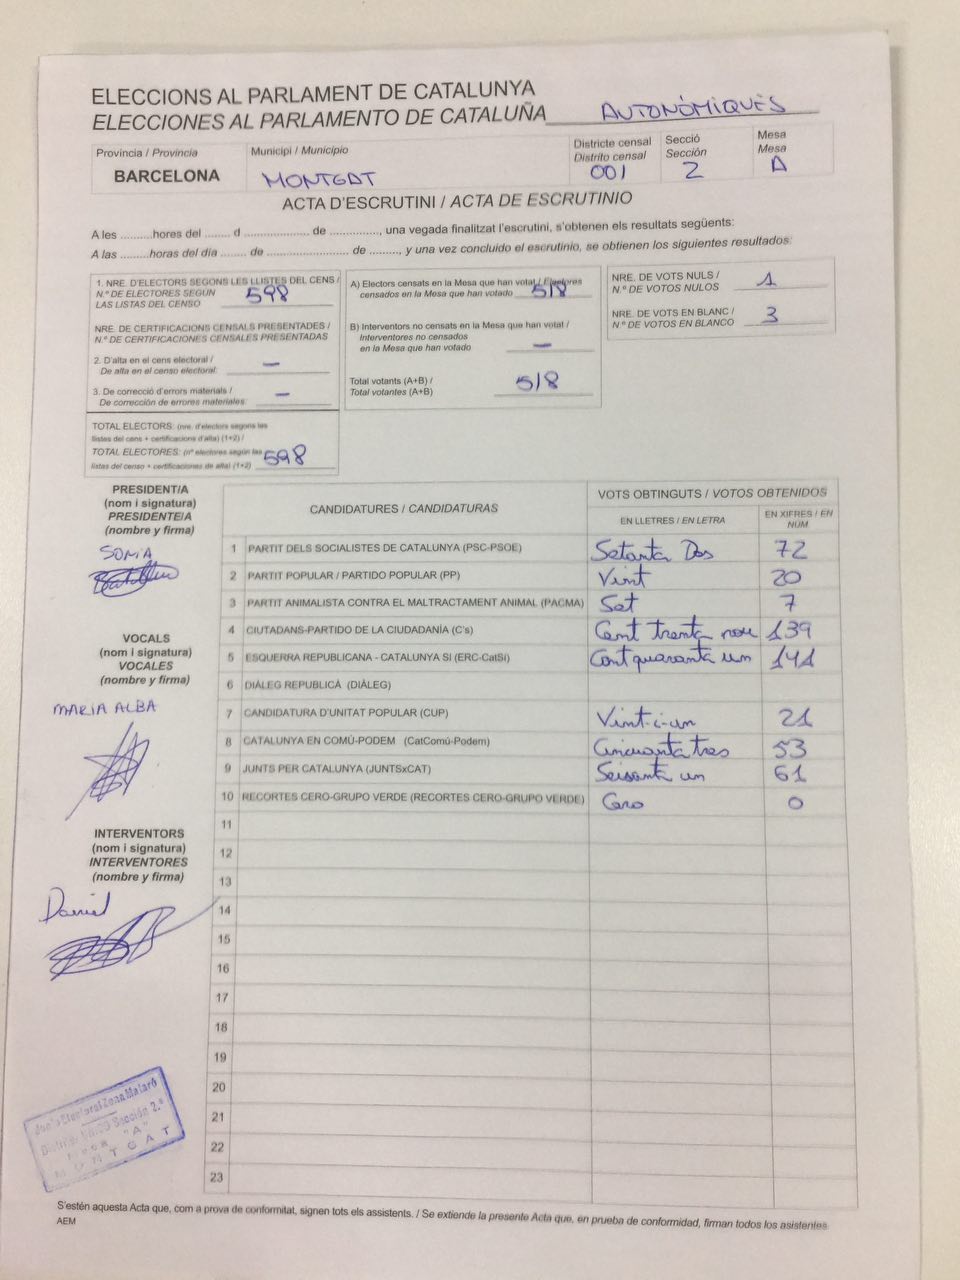 ELECCIONS AL PARLAMENT DE CATALUNYA
ELECCIONES AL PARLAMENTO DE CATALUÑA AUTONÒMIQUES
Provincia / Provincia
BARCELONA
Municipi / Municipio
MONTGAT
Districte censal
Distrito censal
001
Secció
Sección
2
Mesa
Mesa
A
ACTA D'ESCRUTINI / ACTA DE ESCRUTINIO
A les ..........hores del ........ d ..................... de .............., una vegada finalitzat l'escrutini, s'obtenen els resultats següents:
A las .........horas del día ....... de ........................... de ........., y una vez concluido el escrutinio, se obtienen los siguientes resultados:
1. NRE. D'ELECTORS SEGONS LES LLISTES DEL CENS /
N.º DE ELECTORES SEGÚN
LAS LISTAS DEL CENSO
598
NRE. DE CERTIFICACIONS CENSALS PRESENTADES /
N.º DE CERTIFICACIONES CENSALES PRESENTADAS
2. D'alta en el cens electoral /
De alta en el censo electoral: —
3. De correcció d'errors materials /
De corrección de errores materiales: —
TOTAL ELECTORS: (nre. d'electors segons les
llistes del cens + certificacions d'alta) (1+2) /
TOTAL ELECTORES: (nº electores según las
listas del censo + certificaciones de alta) (1+2)
598
A) Electors censats en la Mesa que han votat / Electores
censados en la Mesa que han votado 518
B) Interventors no censats en la Mesa que han votat /
Interventores no censados
en la Mesa que han votado —
Total votants (A+B) /
Total votantes (A+B)
518
NRE. DE VOTS NULS /
N.º DE VOTOS NULOS
1
NRE. DE VOTS EN BLANC /
N.º DE VOTOS EN BLANCO
3
PRESIDENT/A
(nom i signatura)
PRESIDENTE/A
(nombre y firma)
SONIA
VOCALS
(nom i signatura)
VOCALES
(nombre y firma)
MARIA ALBA
INTERVENTORS
(nom i signatura)
INTERVENTORES
(nombre y firma)
Daniel
CANDIDATURES / CANDIDATURAS
VOTS OBTINGUTS / VOTOS OBTENIDOS
EN LLETRES / EN LETRA
EN XIFRES / EN NÚM
1 PARTIT DELS SOCIALISTES DE CATALUNYA (PSC-PSOE) Setanta Dos 72
2 PARTIT POPULAR / PARTIDO POPULAR (PP) Vint 20
3 PARTIT ANIMALISTA CONTRA EL MALTRACTAMENT ANIMAL (PACMA) Set 7
4 CIUTADANS-PARTIDO DE LA CIUDADANÍA (C's) Cent trenta nou 139
5 ESQUERRA REPUBLICANA - CATALUNYA SÍ (ERC-CatSí) Cent quaranta un 141
6 DIÀLEG REPUBLICÀ (DIÀLEG)
7 CANDIDATURA D'UNITAT POPULAR (CUP) Vint-i-un 21
8 CATALUNYA EN COMÚ-PODEM (CatComú-Podem) Cincuanta tres 53
9 JUNTS PER CATALUNYA (JUNTSxCAT) Seisanta un 61
10 RECORTES CERO-GRUPO VERDE (RECORTES CERO-GRUPO VERDE) Cero 0
11
12
13
14
15
16
17
18
19
20
21
22
23
Junta Electoral Zona Mataró
Sección 2.ª
Mesa "A"
MONTGAT
S'estén aquesta Acta que, com a prova de conformitat, signen tots els assistents. / Se extiende la presente Acta que, en prueba de conformidad, firman todos los asistentes.
AEM